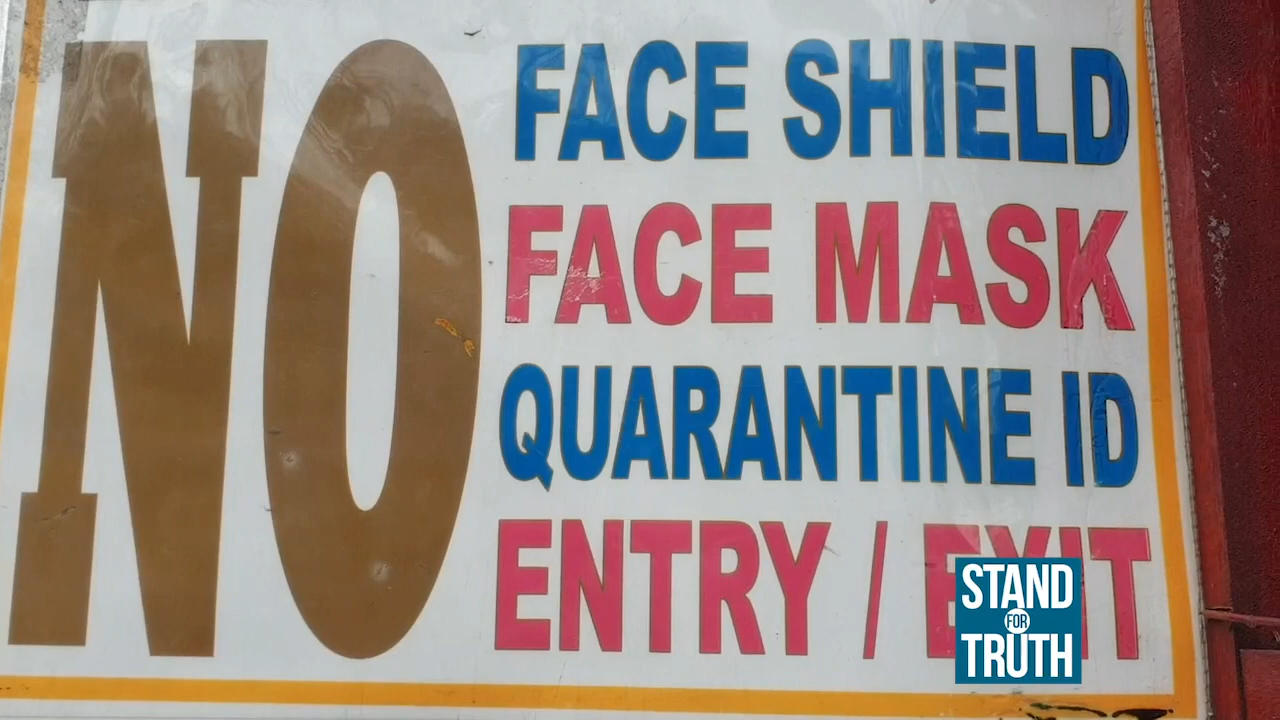 NO
FACE SHIELD
FACE MASK
QUARANTINE ID
ENTRY / EXIT
STAND
FOR
TRUTH